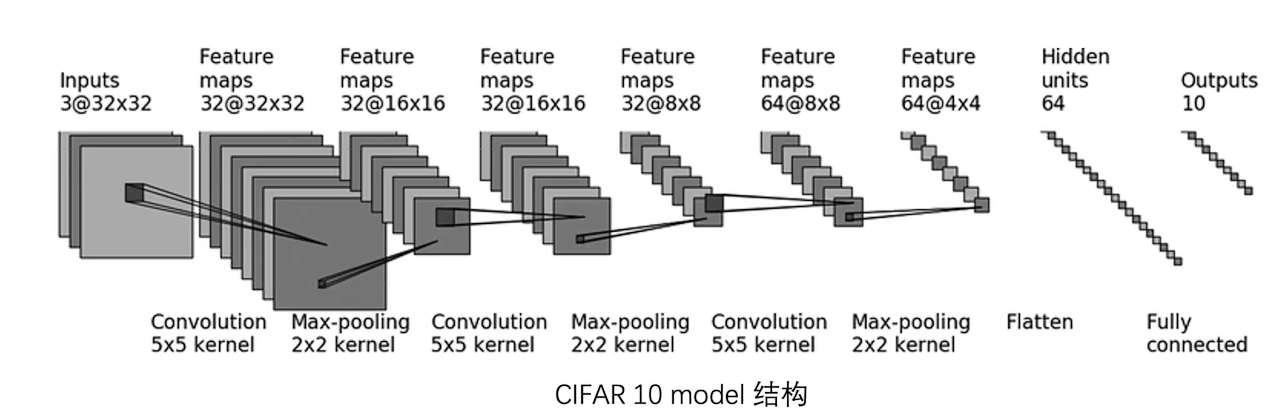 Inputs
3@32x32
Feature
maps
32@32x32
Feature
maps
32@16x16
Feature
maps
32@16x16
Feature
maps
32@8x8
Feature
maps
64@8x8
Feature
maps
64@4x4
Hidden
units
64
Outputs
10
Convolution
5x5 kernel
Max-pooling
2x2 kernel
Convolution
5x5 kernel
Max-pooling
2x2 kernel
Convolution
5x5 kernel
Max-pooling
2x2 kernel
Flatten
Fully
connected
CIFAR 10 model 结构